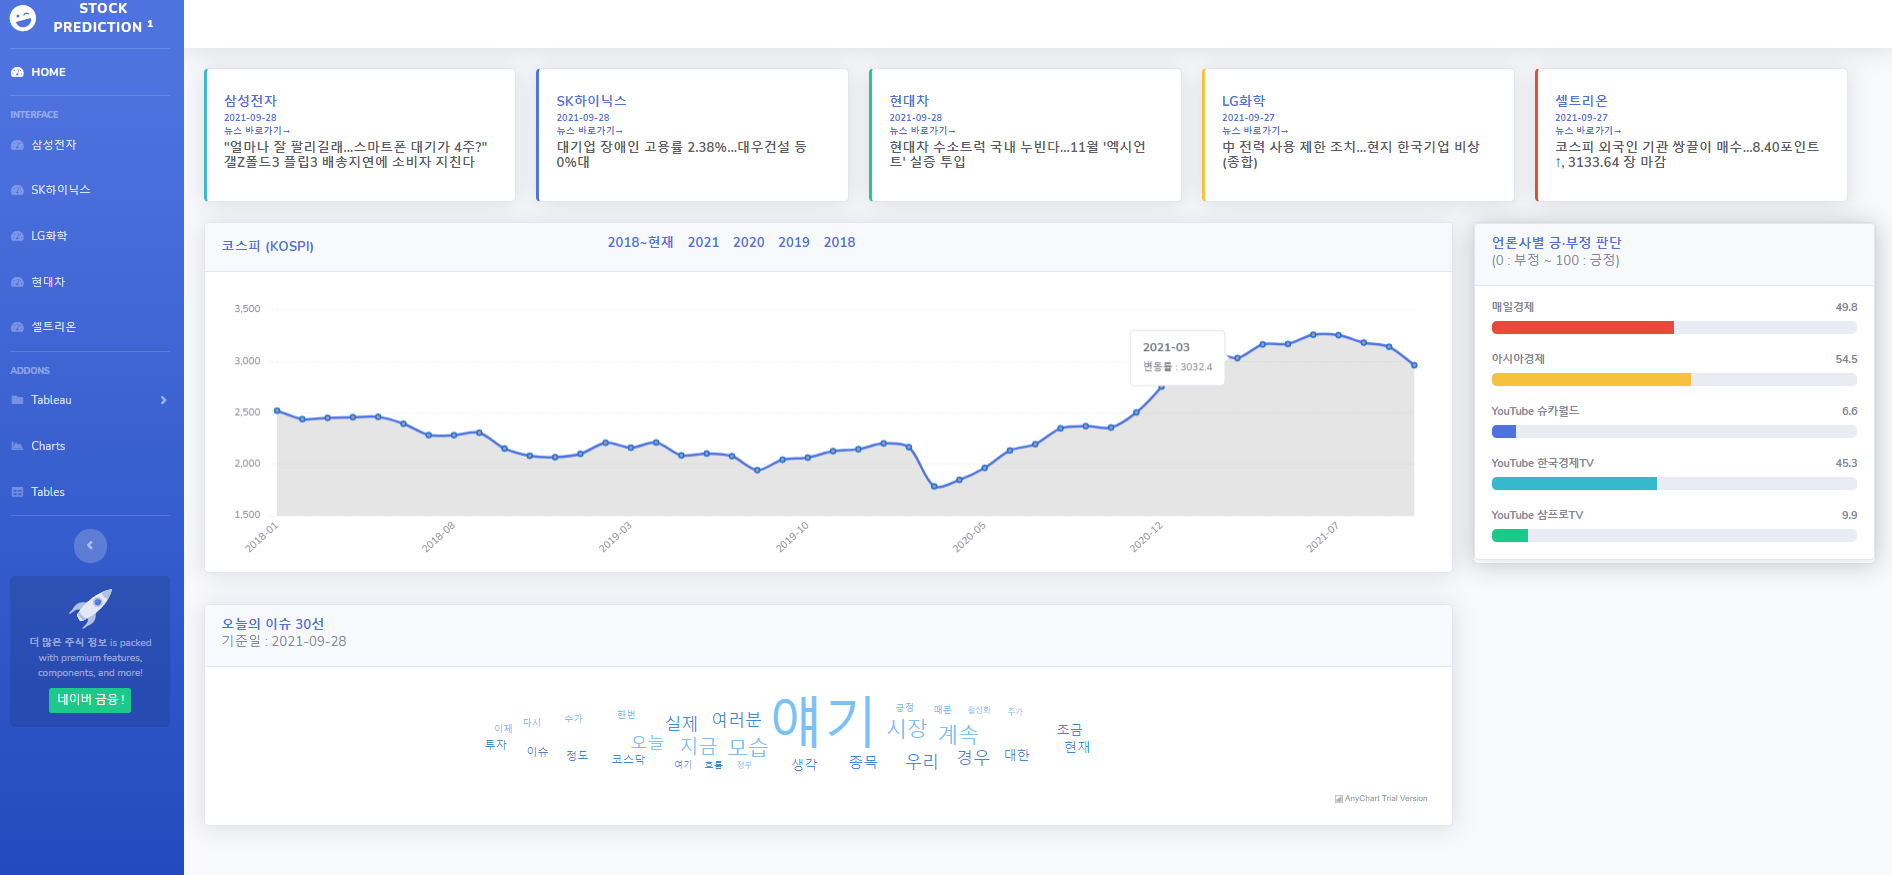 STOCK
PREDICTION 1
HOME
INTERFACE
삼성전자
SK하이닉스
LG화학
현대차
셀트리온
ADDONS
Tableau
Charts
Tables
더 많은 주식 정보 is packed
with premium features,
components, and more!
네이버 금융 !
삼성전자
2021-09-28
뉴스 바로가기→
"얼마나 잘 팔리길래...스마트폰 대기가 4주?"
갤Z폴드3 플립3 배송지연에 소비자 지친다
SK하이닉스
2021-09-28
뉴스 바로가기→
대기업 장애인 고용률 2.38%...대우건설 등
0%대
현대차
2021-09-28
뉴스 바로가기→
현대차 수소트럭 국내 누빈다...11월 '엑시언
트' 실증 투입
LG화학
2021-09-27
뉴스 바로가기→
中 전력 사용 제한 조치...현지 한국기업 비상
(종합)
셀트리온
2021-09-27
뉴스 바로가기→
코스피 외국인 기관 쌍끌이 매수...8.40포인트
↑, 3133.64 장 마감
코스피 (KOSPI)
2018~현재 2021 2020 2019 2018
3,500
3,000
2,500
2,000
1,500
2021-03
변동률 : 3032.4
2018-01 2018-08 2019-03 2019-10 2020-05 2020-12 2021-07
언론사별 긍·부정 판단
(0 : 부정 ~ 100 : 긍정)
매일경제 49.8
아시아경제 54.5
YouTube 슈카월드 6.6
YouTube 한국경제TV 45.3
YouTube 삼프로TV 9.9
오늘의 이슈 30선
기준일 : 2021-09-28
이제 다시 수가 한번 실제 여러분 얘기 긍정 때문 활성화 주가
투자 이슈 정도 코스닥 오늘 지금 모습 시장 계속 조금 현재
여기 흐름 정부 생각 종목 우리 경우 대한
AnyChart Trial Version